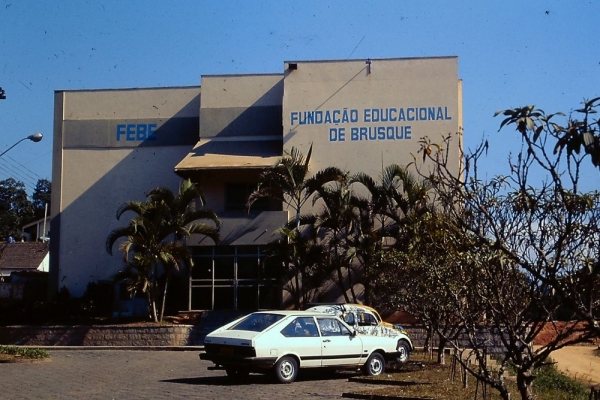 FEBE
FUNDAÇÃO EDUCACIONAL
DE BRUSQUE